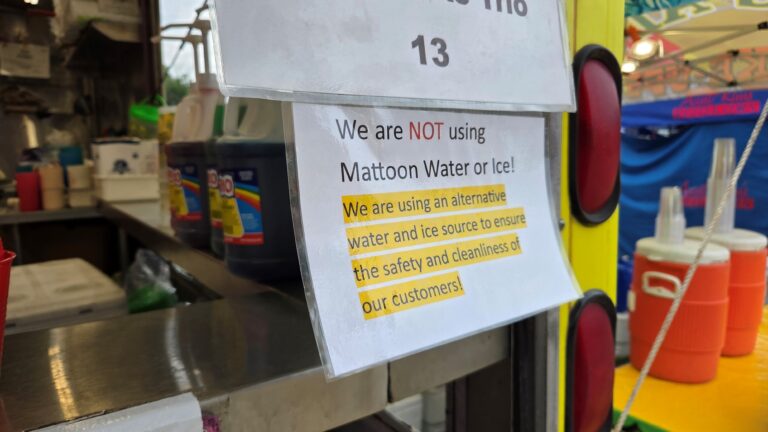 13
We are NOT using
Mattoon Water or Ice!
We are using an alternative
water and ice source to ensure
the safety and cleanliness of
our customers!